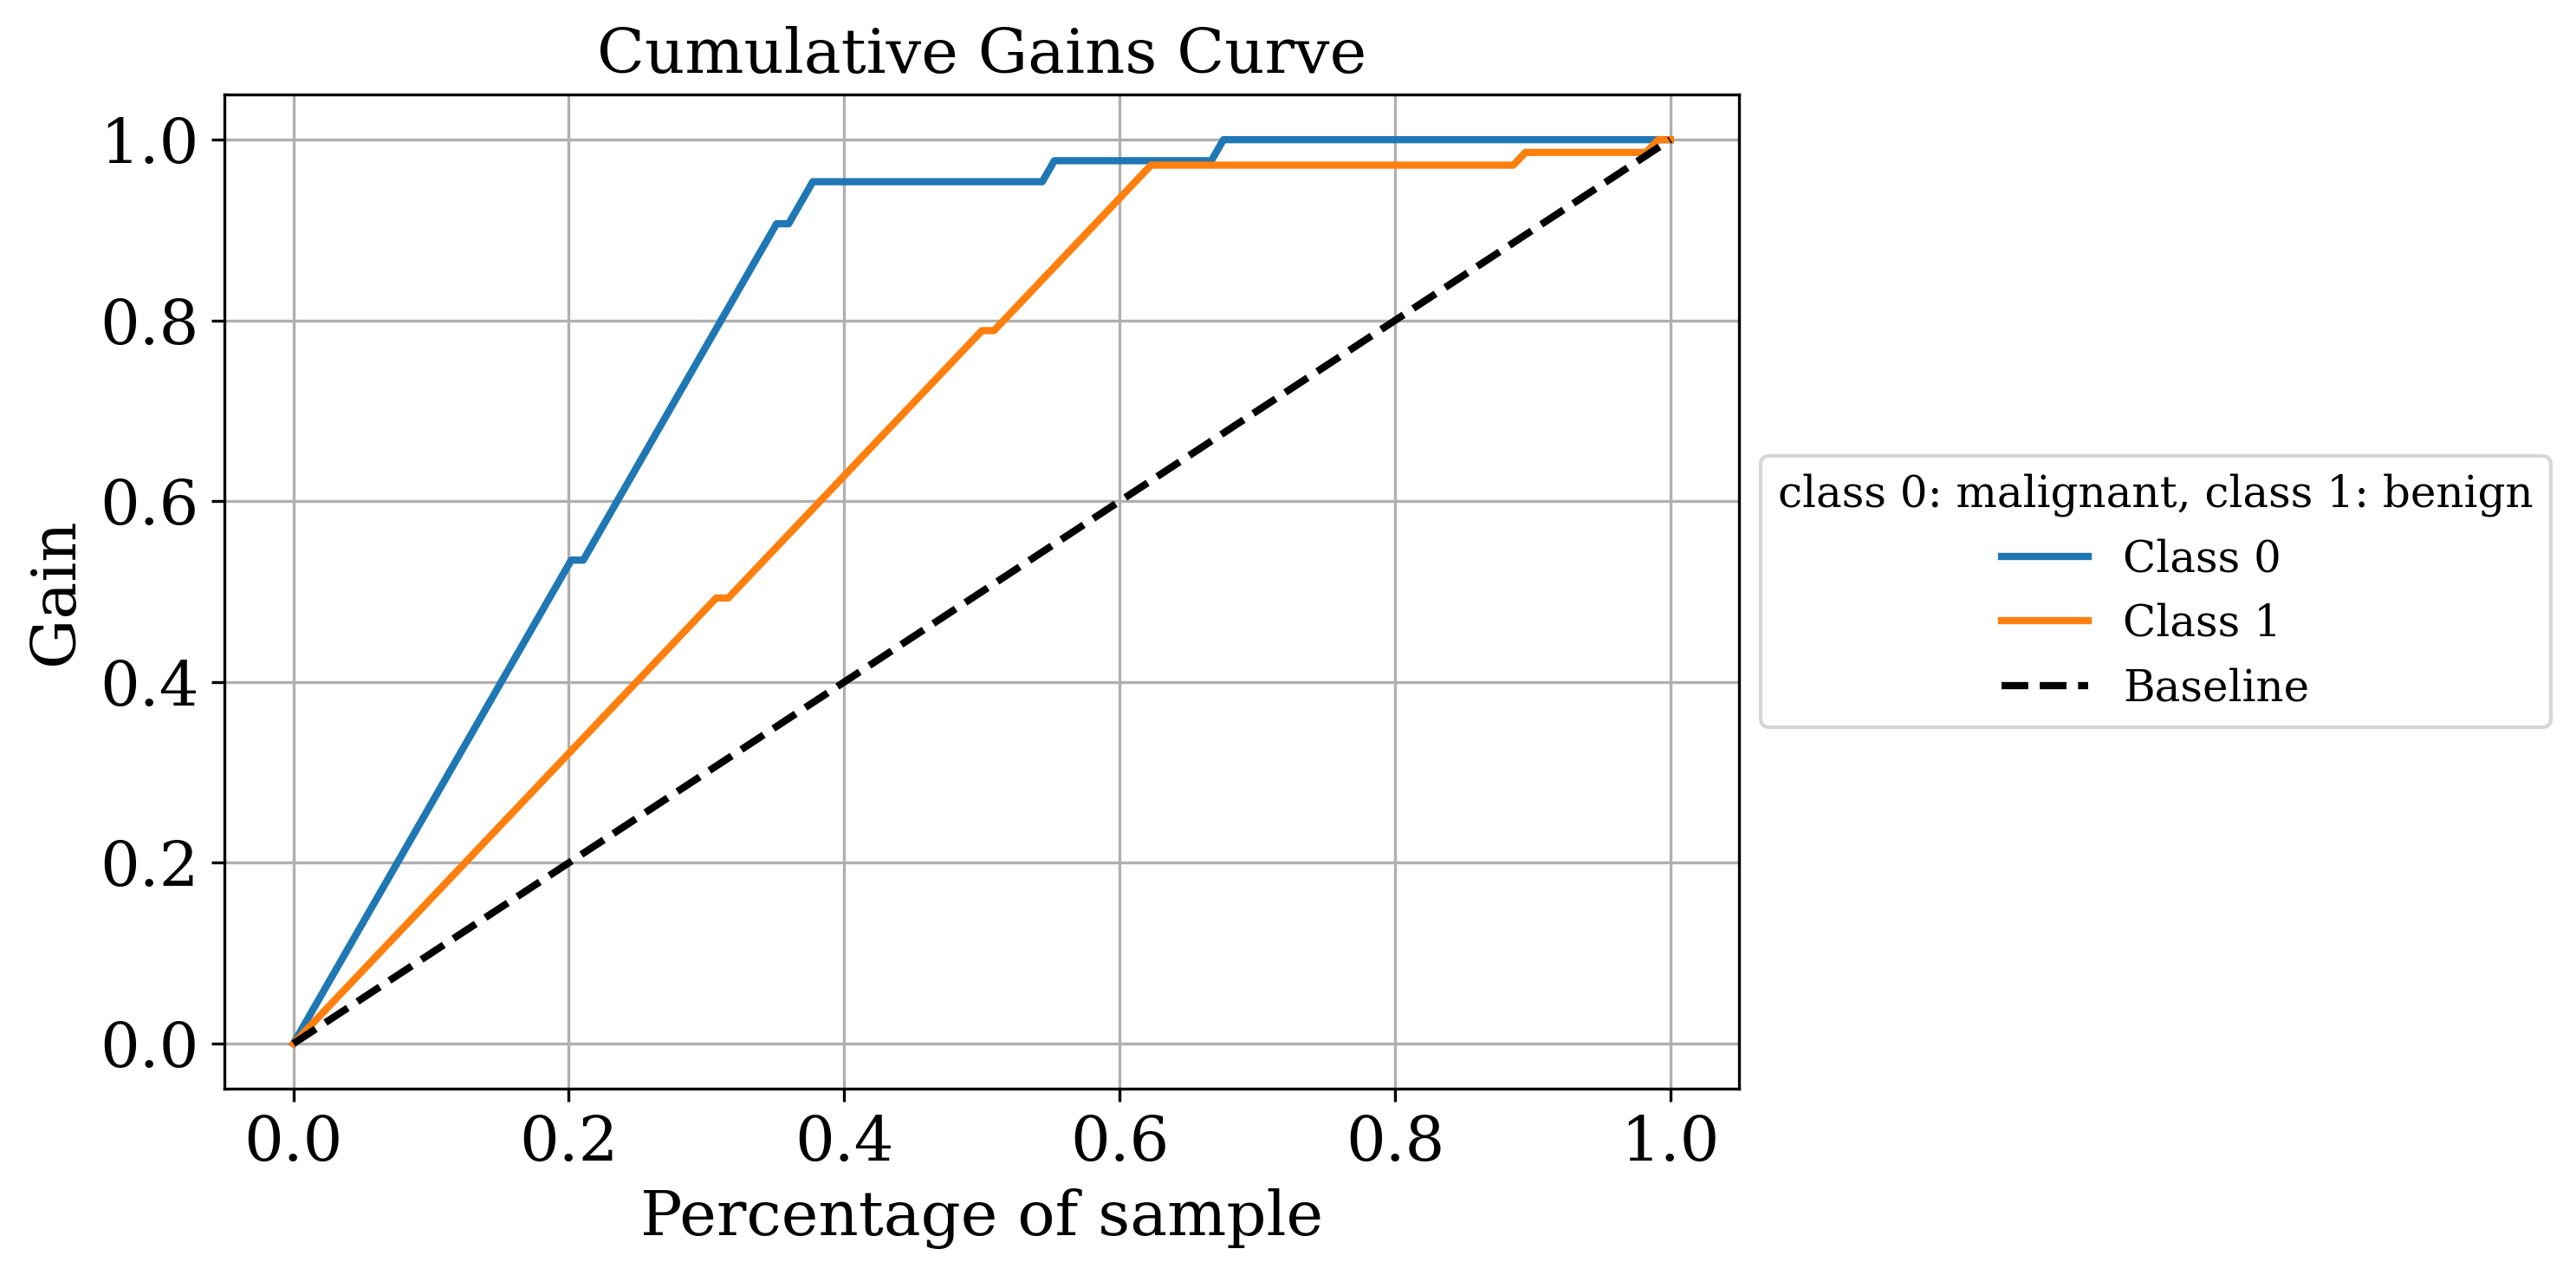 Cumulative Gains Curve
1.0
0.8
0.6
0.4
0.2
0.0
Gain
0.0 0.2 0.4 0.6 0.8 1.0
Percentage of sample
class 0: malignant, class 1: benign
Class 0
Class 1
Baseline